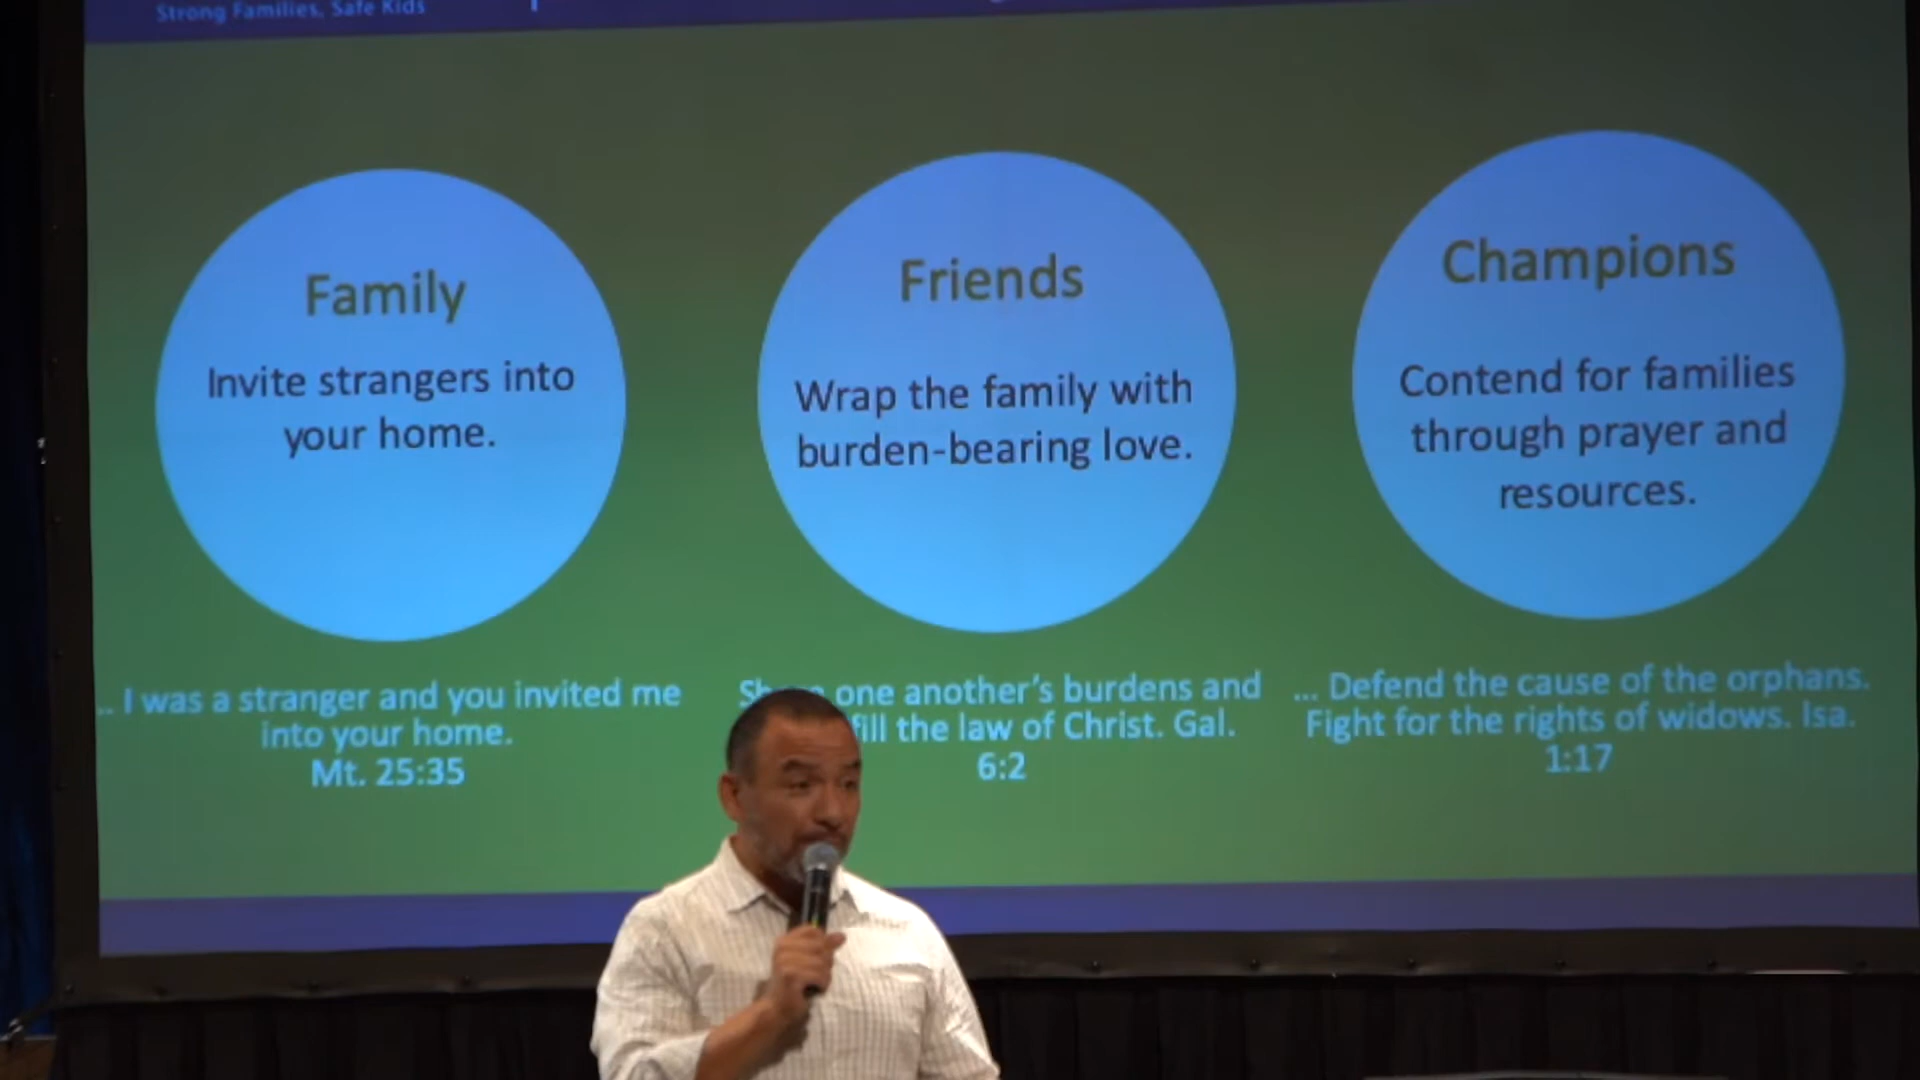 Strong Families, Safe Kids
Family
Invite strangers into
your home.
Friends
Wrap the family with
burden-bearing love.
Champions
Contend for families
through prayer and
resources.
.. I was a stranger and you invited me
into your home.
Mt. 25:35
one another's burdens and
the law of Christ. Gal.
6:2
... Defend the cause of the orphans.
Fight for the rights of widows. Isa.
1:17